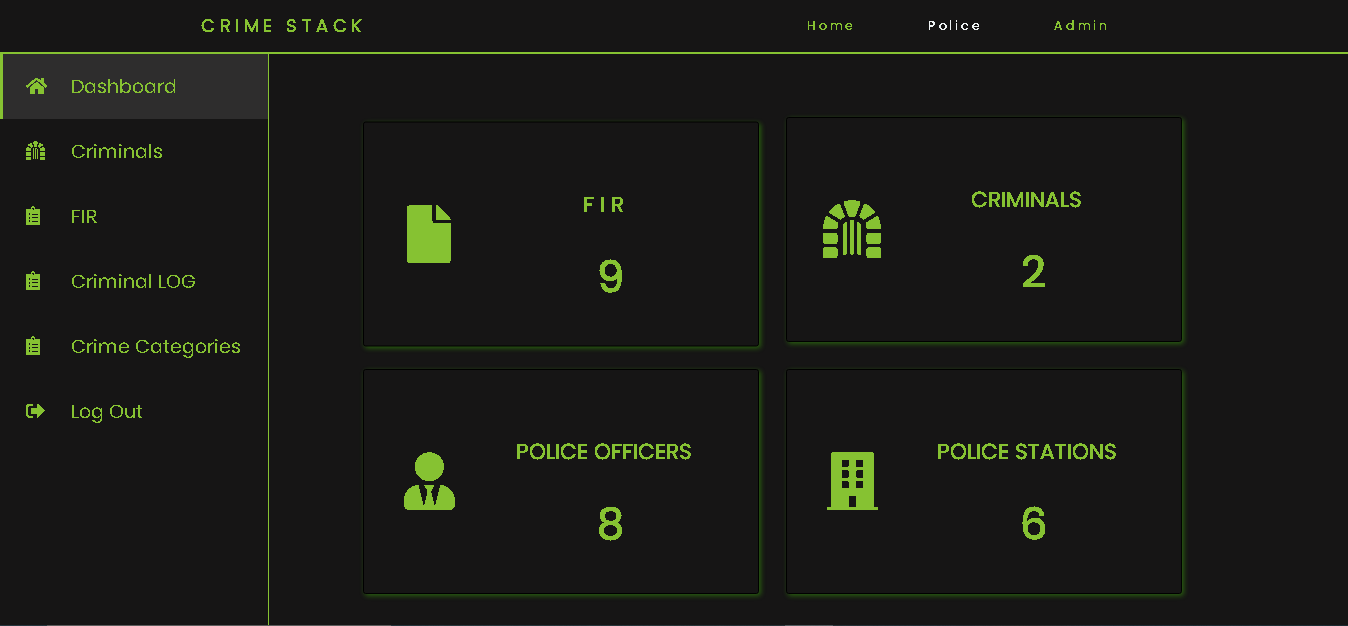 CRIME STACK
Home
Police
Admin
Dashboard
Criminals
FIR
Criminal LOG
Crime Categories
Log Out
FIR
9
CRIMINALS
2
POLICE OFFICERS
8
POLICE STATIONS
6